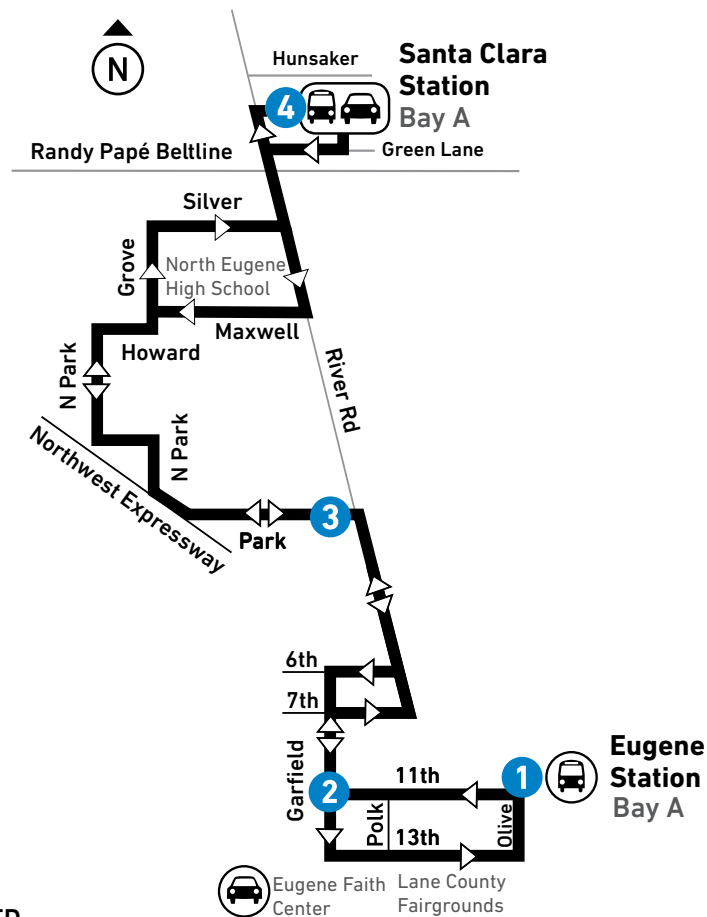 Hunsaker
Santa Clara
Station
Bay A
N
4
Randy Papé Beltline
Green Lane
Silver
Grove
North Eugene
High School
Maxwell
Howard
N Park
River Rd
N Park
Northwest Expressway
3
Park
6th
7th
Garfield
Eugene
Station
Bay A
1
11th
2
Polk
Olive
13th
Eugene Faith
Center
Lane County
Fairgrounds